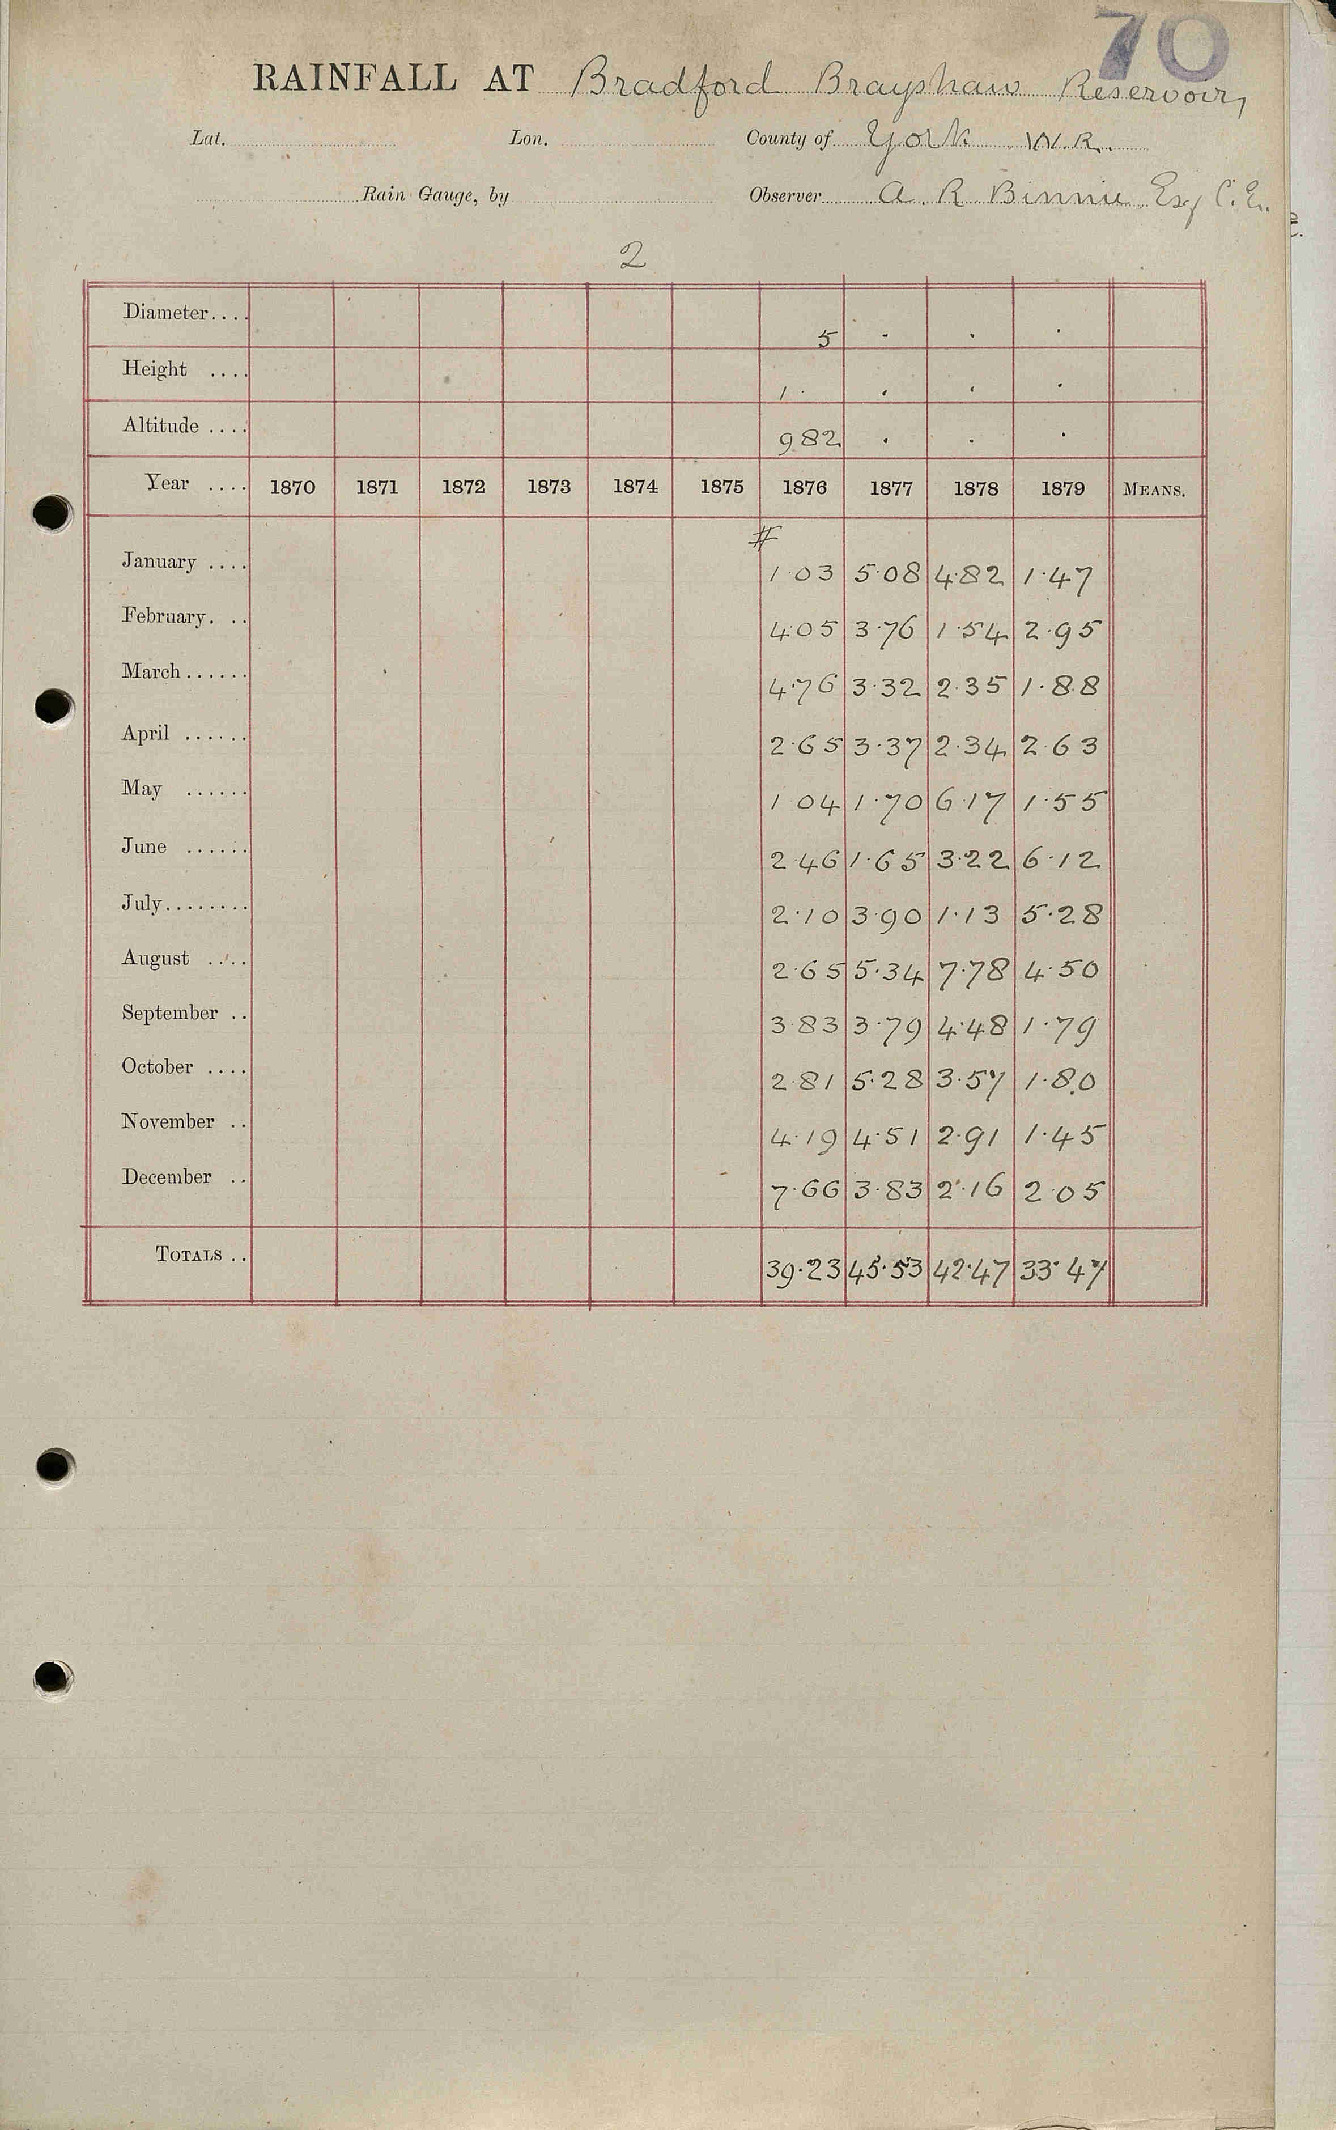 70
RAINFALL AT Bradford Brayshaw Reservoir,
Lat. Lon. County of York W.R.
Rain Gauge, by Observer A. R Binnie Esq C.E.
2
Diameter.... 5 . . .
Height .... 1. . . .
Altitude .... 982 . . .
Year .... 1870 1871 1872 1873 1874 1875 1876 1877 1878 1879 MEANS.
#
January .... 1.03 5.08 4.82 1.47
February. .. 4.05 3.76 1.54 2.95
March...... 4.76 3.32 2.35 1.88
April ...... 2.65 3.37 2.34 2.63
May ...... 1.04 1.70 6.17 1.55
June ...... 2.46 1.65 3.22 6.12
July........ 2.10 3.90 1.13 5.28
August .... 2.65 5.34 7.78 4.50
September .. 3.83 3.79 4.48 1.79
October .... 2.81 5.28 3.57 1.80
November .. 4.19 4.51 2.91 1.45
December .. 7.66 3.83 2.16 2.05
TOTALS .. 39.23 45.53 42.47 33.47